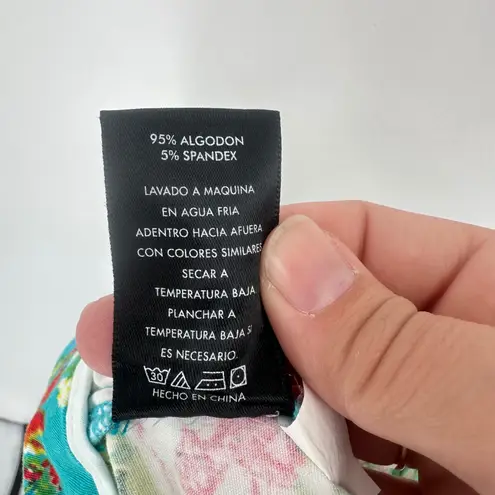 95% ALGODON
5% SPANDEX
LAVADO A MAQUINA
EN AGUA FRIA
ADENTRO HACIA AFUERA
CON COLORES SIMILARES
SECAR A
TEMPERATURA BAJA
PLANCHAR A
TEMPERATURA BAJA SI
ES NECESARIO.
30
HECHO EN CHINA